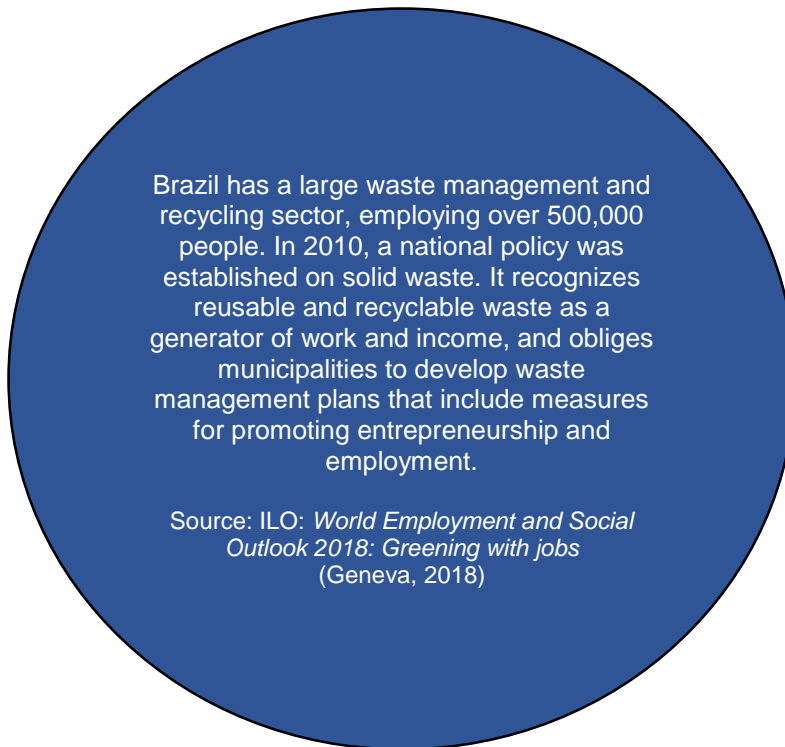 Brazil has a large waste management and
recycling sector, employing over 500,000
people. In 2010, a national policy was
established on solid waste. It recognizes
reusable and recyclable waste as a
generator of work and income, and obliges
municipalities to develop waste
management plans that include measures
for promoting entrepreneurship and
employment.
Source: ILO: World Employment and Social
Outlook 2018: Greening with jobs
(Geneva, 2018)